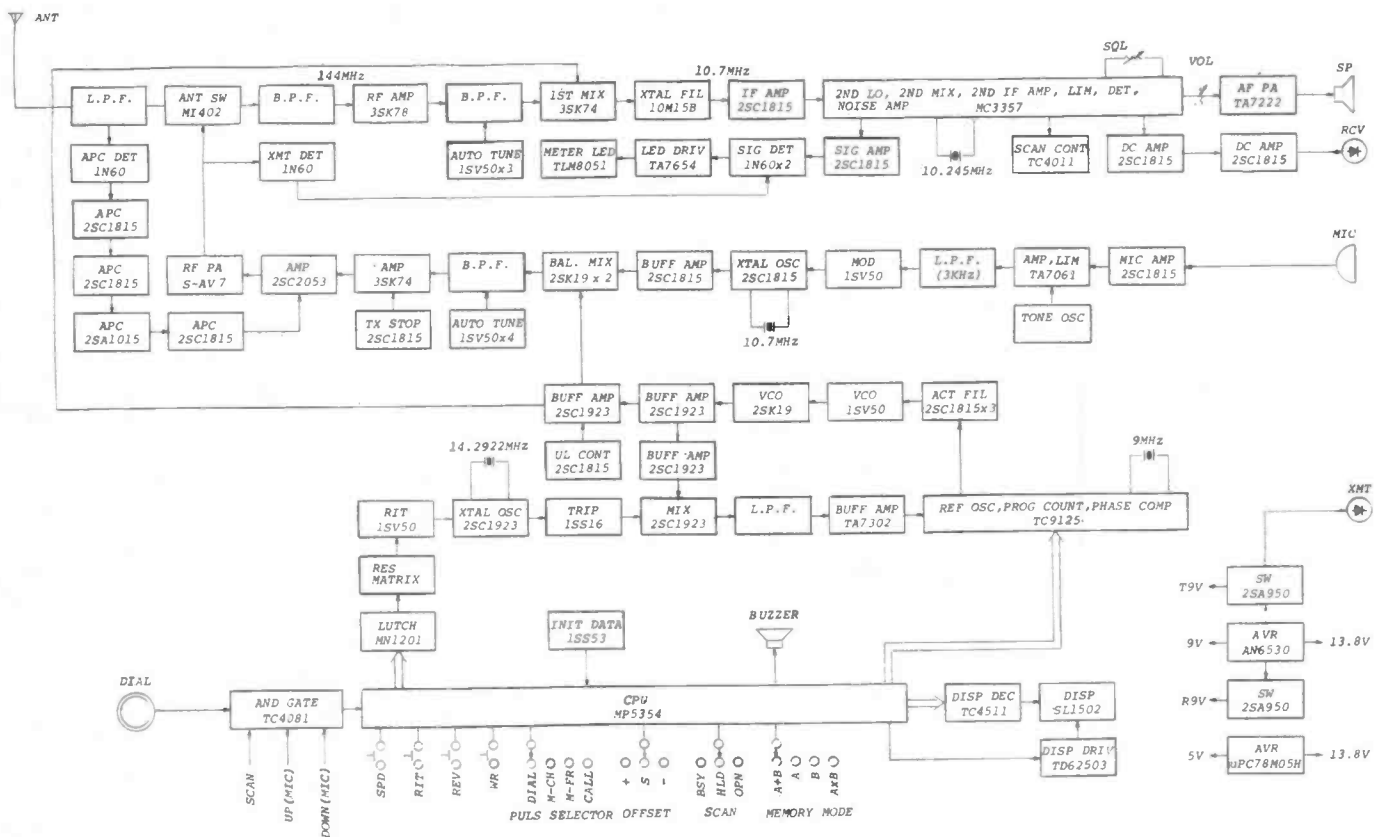 ANT
144MHz
10.7MHz
SQL
VOL
SP
L.P.F.
ANT SW
MI402
B.P.F.
RF AMP
3SK78
B.P.F.
1ST MIX
3SK74
XTAL FIL
10M15B
IF AMP
2SC1815
2ND LO, 2ND MIX, 2ND IF AMP, LIM, DET,
NOISE AMP
MC3357
AF PA
TA7222
RCV
APC DET
1N60
XMT DET
1N60
AUTO TUNE
1SV50x3
METER LED
TLM8051
LED DRIV
TA7654
SIG DET
1N60x2
SIG AMP
2SC1815
10.245MHz
SCAN CONT
TC4011
DC AMP
2SC1815
DC AMP
2SC1815
APC
2SC1815
MIC
APC
2SC1815
RF PA
S-AV7
AMP
2SC2053
AMP
3SK74
B.P.F.
BAL. MIX
2SK19 x 2
BUFF AMP
2SC1815
XTAL OSC
2SC1815
MOD
1SV50
L.P.F.
(3KHz)
AMP,LIM
TA7061
MIC AMP
2SC1815
APC
2SA1015
APC
2SC1815
TX STOP
2SC1815
AUTO TUNE
1SV50x4
10.7MHz
TONE OSC
BUFF AMP
2SC1923
BUFF AMP
2SC1923
VCO
2SK19
VCO
1SV50
ACT FIL
2SC1815x3
14.2922MHz
UL CONT
2SC1815
BUFF AMP
2SC1923
9MHz
RIT
1SV50
XTAL OSC
2SC1923
TRIP
1SS16
MIX
2SC1923
L.P.F.
BUFF AMP
TA7302
REF OSC,PROG COUNT,PHASE COMP
TC9125
XMT
RES
MATRIX
T9V
SW
2SA950
LUTCH
MN1201
INIT DATA
1SS53
BUZZER
9V
AVR
AN6530
13.8V
DIAL
AND GATE
TC4081
CPU
MP5354
DISP DEC
TC4511
DISP
SL1502
R9V
SW
2SA950
DISP DRIV
TD62503
5V
AVR
uPC78M05H
13.8V
SCAN
UP(MIC)
DOWN(MIC)
SPD
RIT
REV
WR
DIAL
M-CH
M-FR
CALL
+
S
-
BSY
HLD
OPN
A+B
A
B
AxB
PULS SELECTOR OFFSET SCAN MEMORY MODE